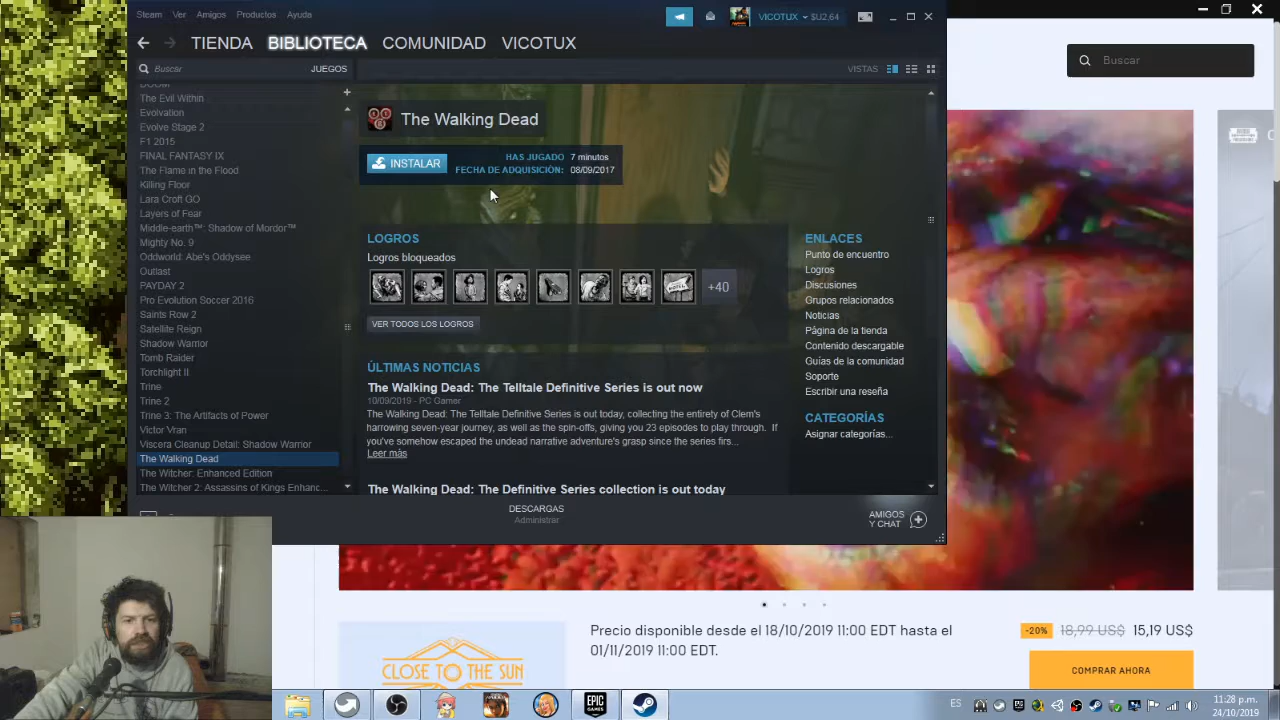 Steam Ver Amigos Productos Ayuda
VICOTUX $U2,64
TIENDA BIBLIOTECA COMUNIDAD VICOTUX
Buscar JUEGOS
VISTAS
Buscar
DOOM
The Evil Within
Evolvation
Evolve Stage 2
F1 2015
FINAL FANTASY IX
The Flame in the Flood
Killing Floor
Lara Croft GO
Layers of Fear
Middle-earth™: Shadow of Mordor™
Mighty No. 9
Oddworld: Abe's Oddysee
Outlast
PAYDAY 2
Pro Evolution Soccer 2016
Saints Row 2
Satellite Reign
Shadow Warrior
Tomb Raider
Torchlight II
Trine
Trine 2
Trine 3: The Artifacts of Power
Victor Vran
Viscera Cleanup Detail: Shadow Warrior
The Walking Dead
The Witcher: Enhanced Edition
The Witcher 2: Assassins of Kings Enhanc...
The Walking Dead
INSTALAR
HAS JUGADO 7 minutos
FECHA DE ADQUISICIÓN: 08/09/2017
LOGROS
Logros bloqueados
+40
VER TODOS LOS LOGROS
ÚLTIMAS NOTICIAS
The Walking Dead: The Telltale Definitive Series is out now
10/09/2019 - PC Gamer
The Walking Dead: The Telltale Definitive Series is out today, collecting the entirety of Clem's
harrowing seven-year journey, as well as the spin-offs, giving you 23 episodes to play through. If
you've somehow escaped the undead narrative adventure's grasp since the series firs...
Leer más
The Walking Dead: The Definitive Series collection is out today
ENLACES
Punto de encuentro
Logros
Discusiones
Grupos relacionados
Noticias
Página de la tienda
Contenido descargable
Guías de la comunidad
Soporte
Escribir una reseña
CATEGORÍAS
Asignar categorías...
DESCARGAS
Administrar
AMIGOS
Y CHAT
CLOSE TO THE SUN
Precio disponible desde el 18/10/2019 11:00 EDT hasta el
01/11/2019 11:00 EDT.
-20% 18,99 US$ 15,19 US$
COMPRAR AHORA
EPIC
GAMES
ES
11:28 p.m.
24/10/2019